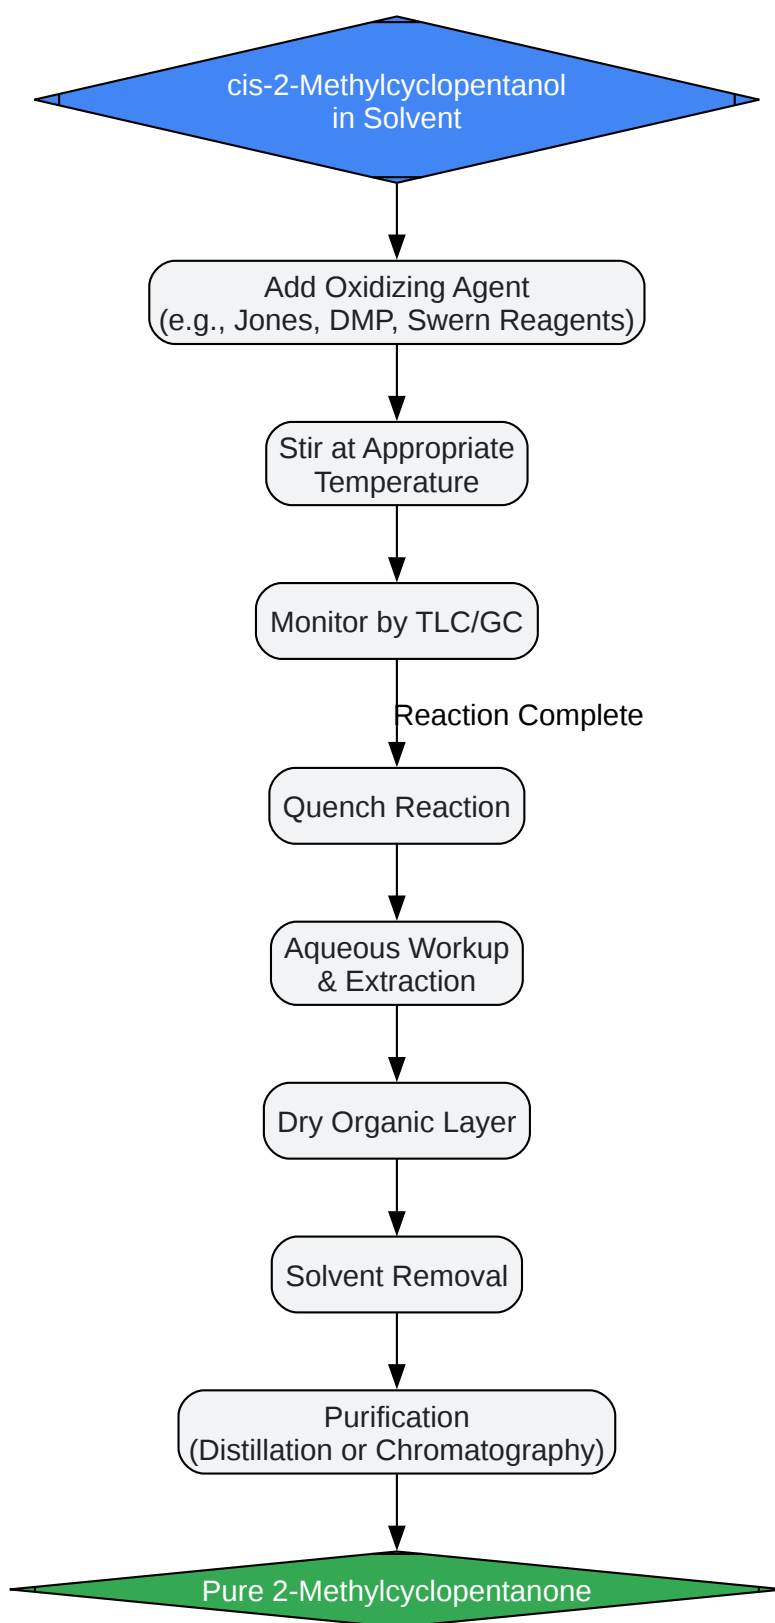 cis-2-Methylcyclopentanol
in Solvent
Add Oxidizing Agent
(e.g., Jones, DMP, Swern Reagents)
Stir at Appropriate
Temperature
Monitor by TLC/GC
Reaction Complete
Quench Reaction
Aqueous Workup
& Extraction
Dry Organic Layer
Solvent Removal
Purification
(Distillation or Chromatography)
Pure 2-Methylcyclopentanone